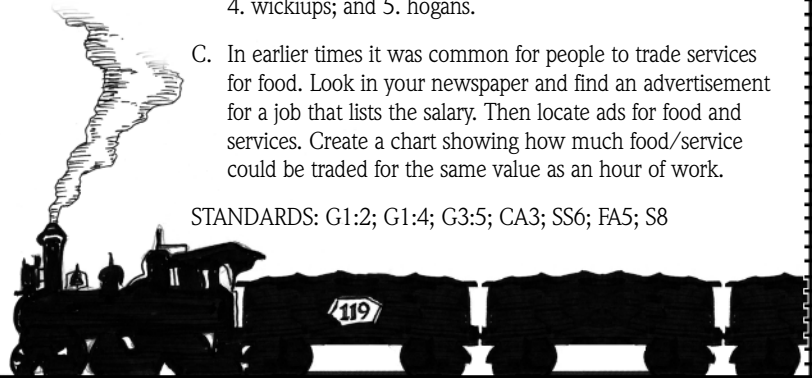 4. wickiups; and 5. hogans.
C. In earlier times it was common for people to trade services
for food. Look in your newspaper and find an advertisement
for a job that lists the salary. Then locate ads for food and
services. Create a chart showing how much food/service
could be traded for the same value as an hour of work.
STANDARDS: G1:2; G1:4; G3:5; CA3; SS6; FA5; S8
119